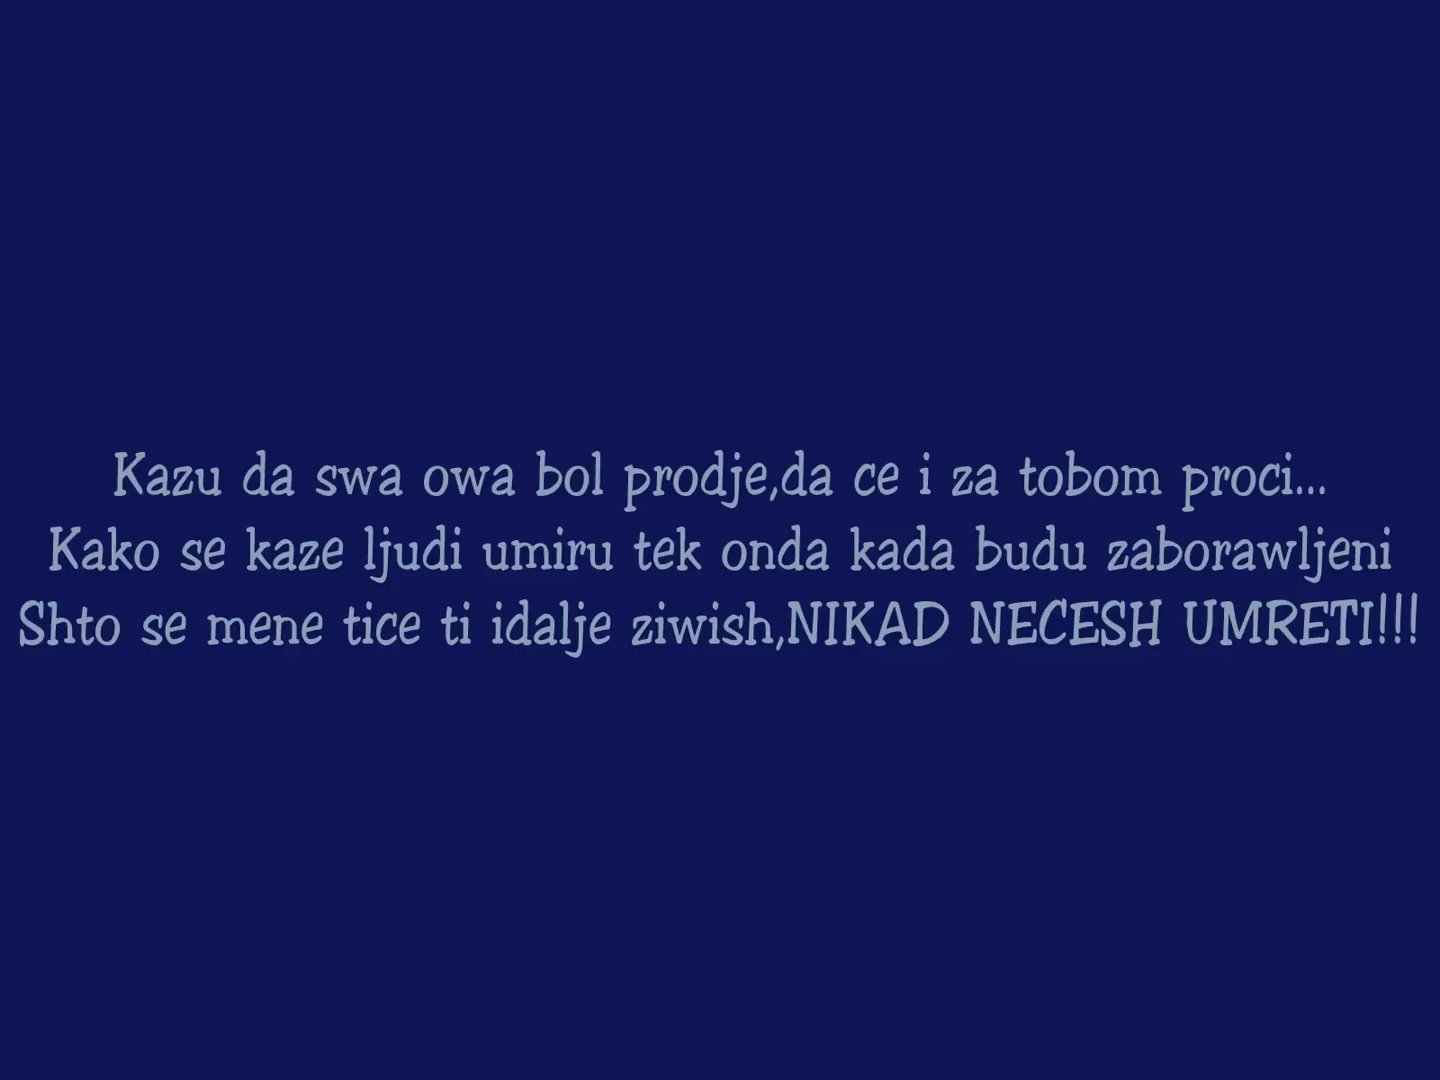 Kazu da swa owa bol prodje,da ce i za tobom proci...
Kako se kaze ljudi umiru tek onda kada budu zaborawljeni
Shto se mene tice ti idalje ziwish,NIKAD NECESH UMRETI!!!